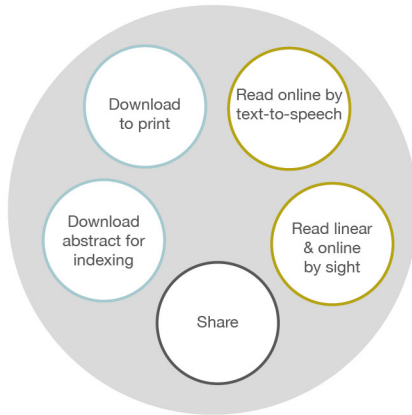 Download
to print
Read online by
text-to-speech
Download
abstract for
indexing
Read linear
& online
by sight
Share